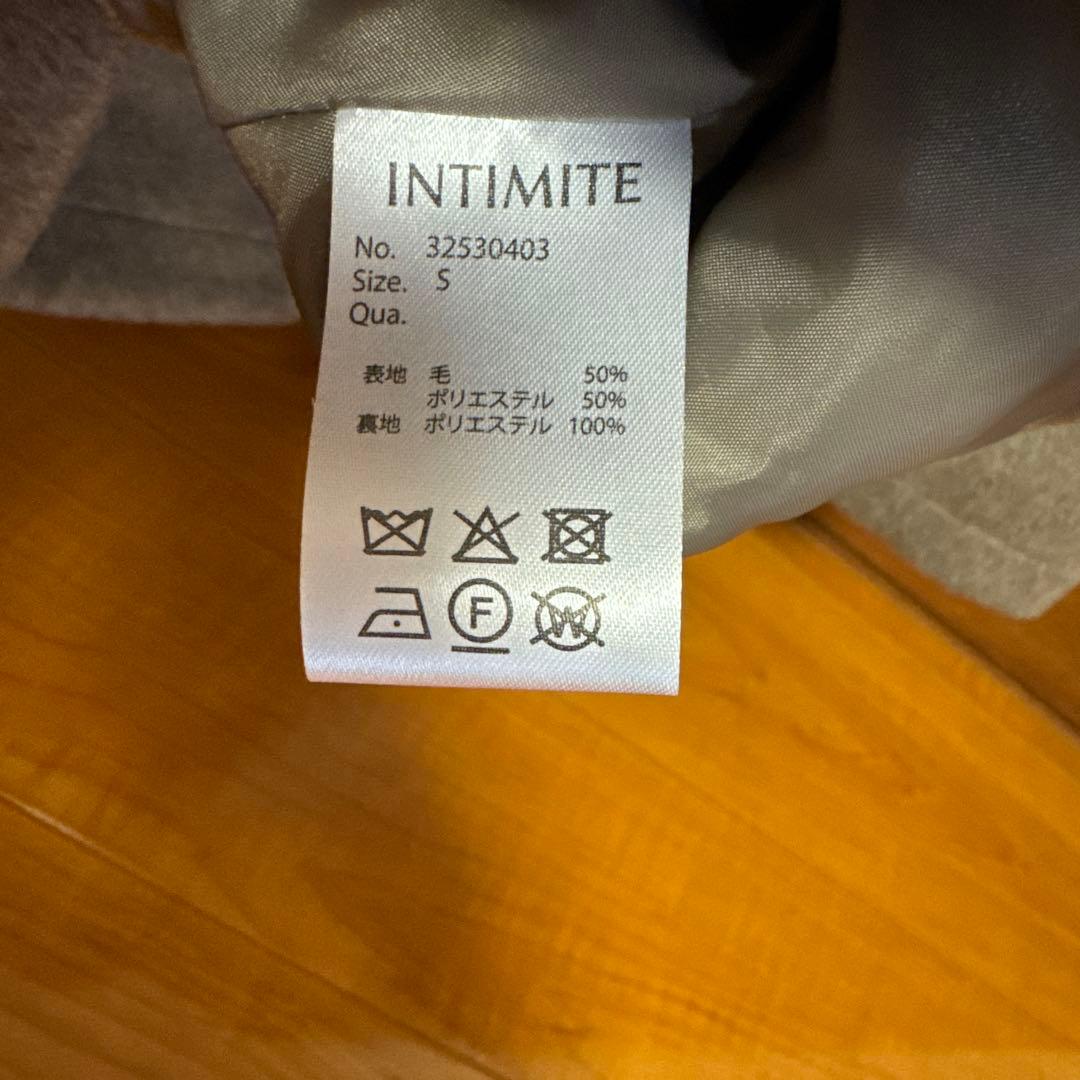 INTIMITE
No. 32530403
Size. S
Qua.
表地 毛 50%
ポリエステル 50%
裏地 ポリエステル 100%
F W